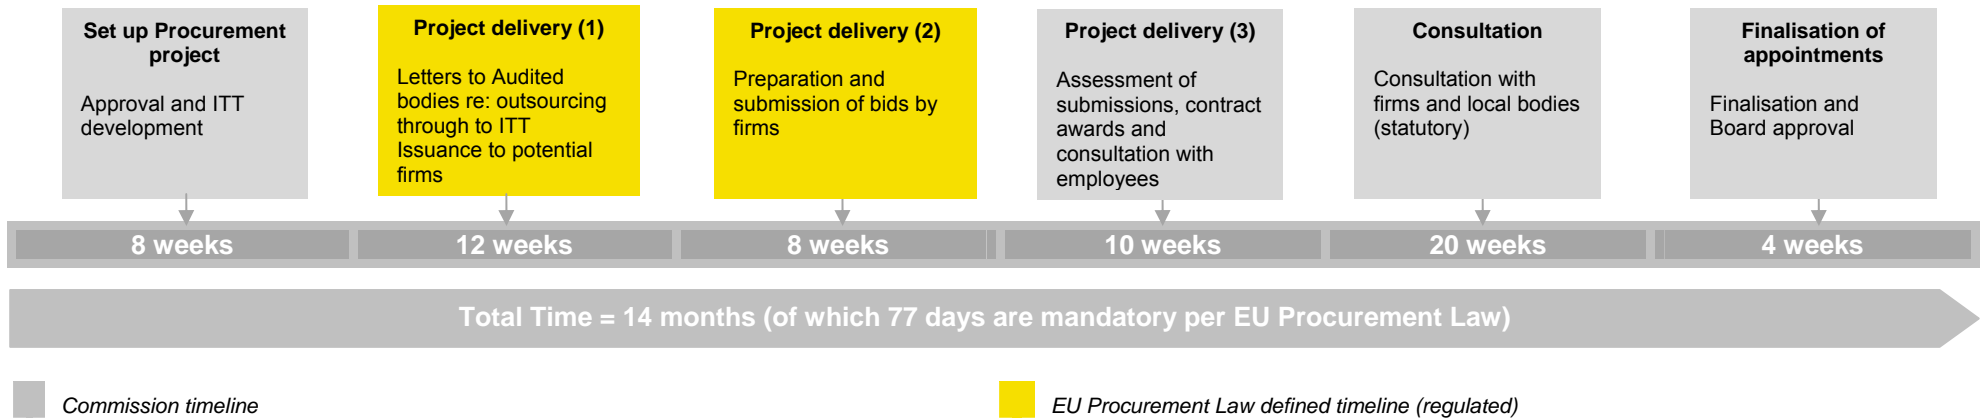 Set up Procurement
project
Approval and ITT
development
Project delivery (1)
Letters to Audited
bodies re: outsourcing
through to ITT
Issuance to potential
firms
Project delivery (2)
Preparation and
submission of bids by
firms
Project delivery (3)
Assessment of
submissions, contract
awards and
consultation with
employees
Consultation
Consultation with
firms and local bodies
(statutory)
Finalisation of
appointments
Finalisation and
Board approval
8 weeks
12 weeks
8 weeks
10 weeks
20 weeks
4 weeks
Total Time = 14 months (of which 77 days are mandatory per EU Procurement Law)
Commission timeline
EU Procurement Law defined timeline (regulated)